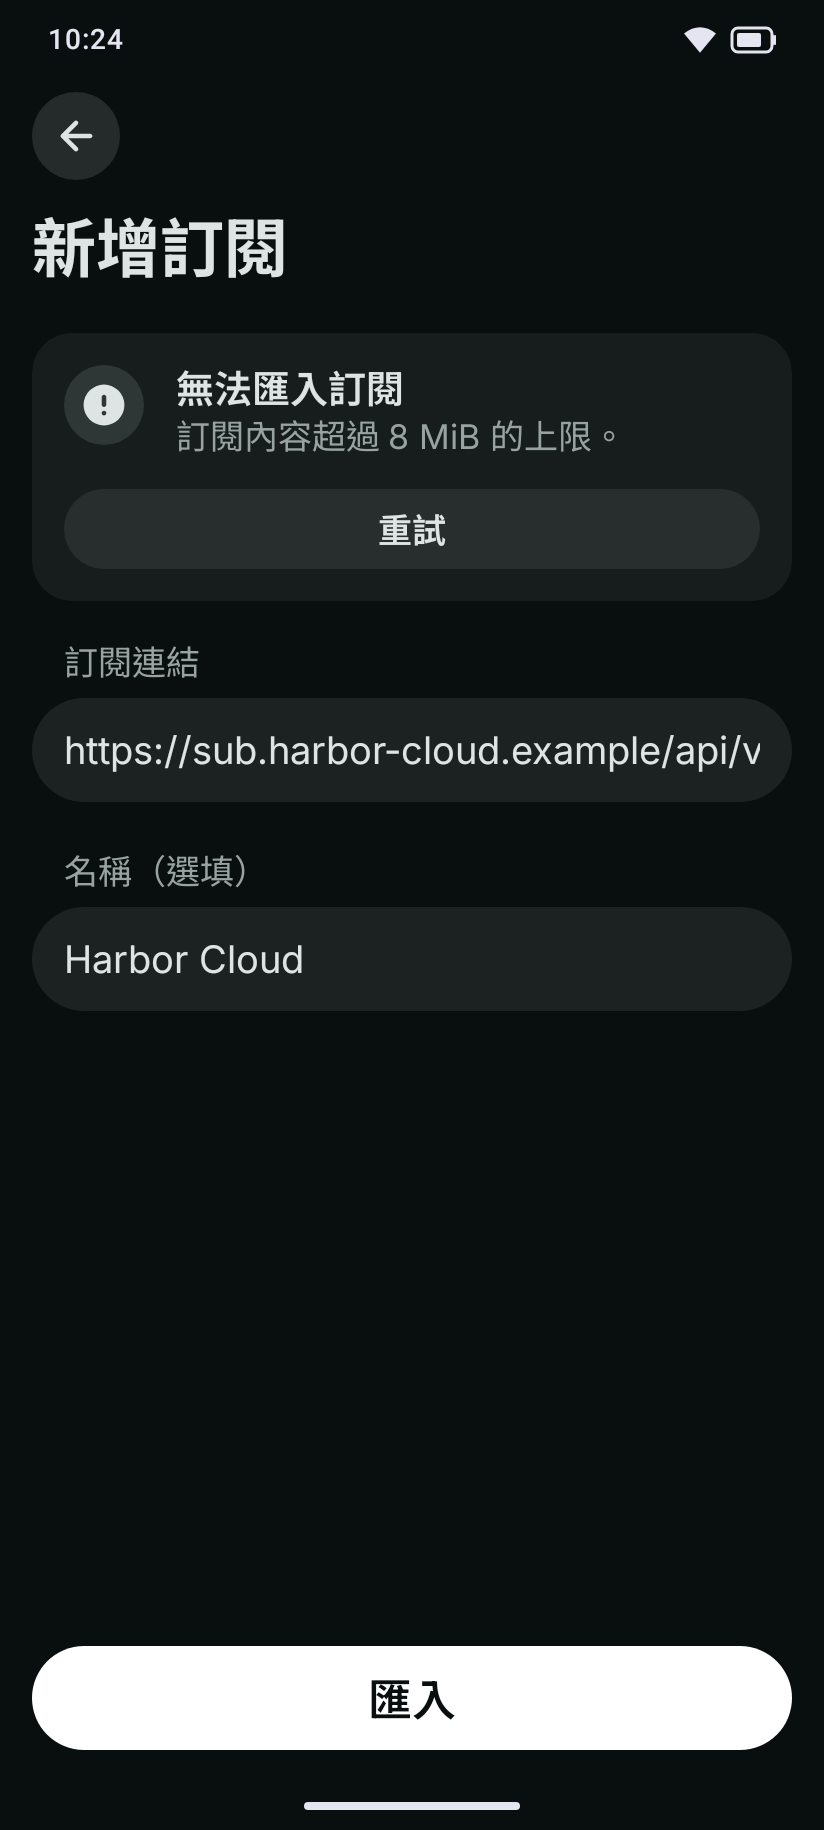 10:24
新增訂閱
無法匯入訂閱
訂閱內容超過 8 MiB 的上限。
重試
訂閱連結
https://sub.harbor-cloud.example/api/v
名稱（選填）
Harbor Cloud
匯入